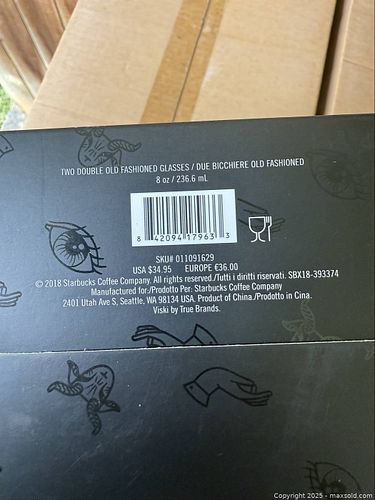 TWO DOUBLE OLD FASHIONED GLASSES / DUE BICCHIERE OLD FASHIONED
8 oz / 236.6 mL
8 42094 17963 3
SKU# 011091629
USA $34.95 EUROPE €36.00
© 2018 Starbucks Coffee Company. All rights reserved./Tutti i diritti riservati. SBX18-393374
Manufactured for:/Prodotto Per: Starbucks Coffee Company
2401 Utah Ave S, Seattle, WA 98134 USA. Product of China./Prodotto in Cina.
Viski by True Brands.
Copyright 2025 - maxsold.com